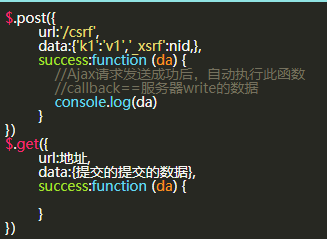 $.post({
url:'/csrf',
data:{'k1':'v1','_xsrf':nid,},
success:function (da) {
//Ajax请求发送成功后，自动执行此函数
//callback==服务器write的数据
console.log(da)
}
})
$.get({
url:地址,
data:{提交的提交的数据},
success:function (da) {
}
})